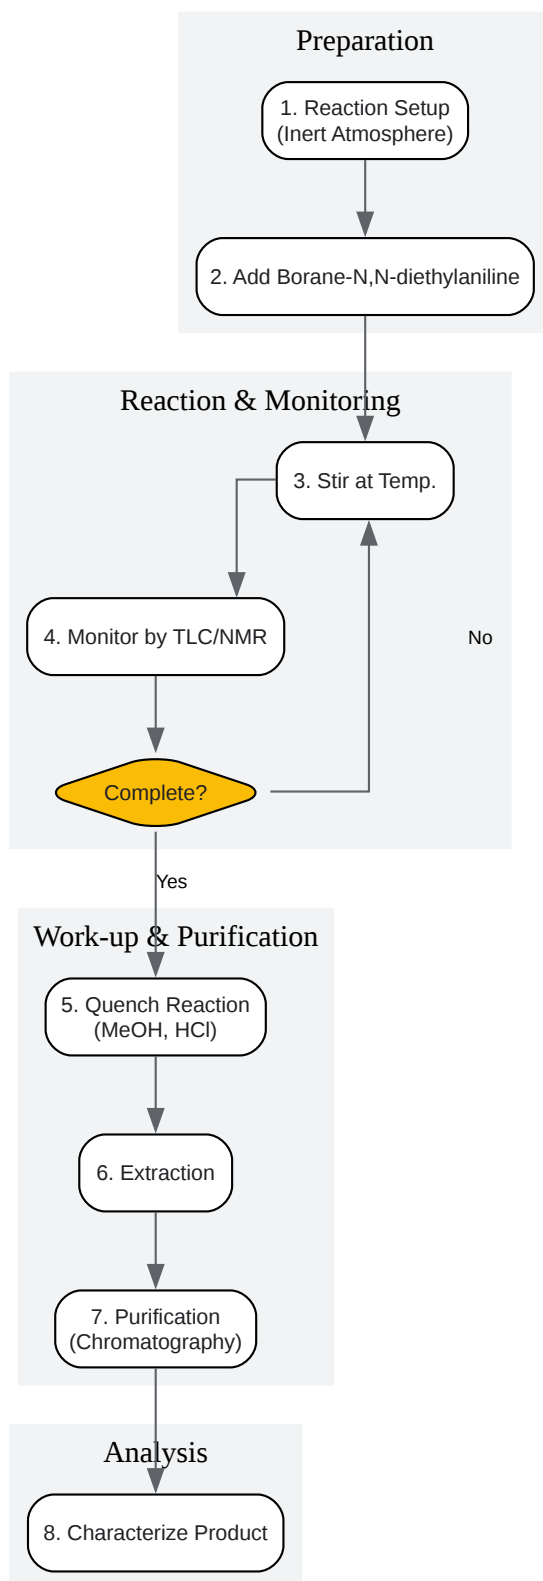 Preparation
1. Reaction Setup
(Inert Atmosphere)
2. Add Borane-N,N-diethylaniline
Reaction & Monitoring
3. Stir at Temp.
4. Monitor by TLC/NMR
No
Complete?
Yes
Work-up & Purification
5. Quench Reaction
(MeOH, HCl)
6. Extraction
7. Purification
(Chromatography)
Analysis
8. Characterize Product